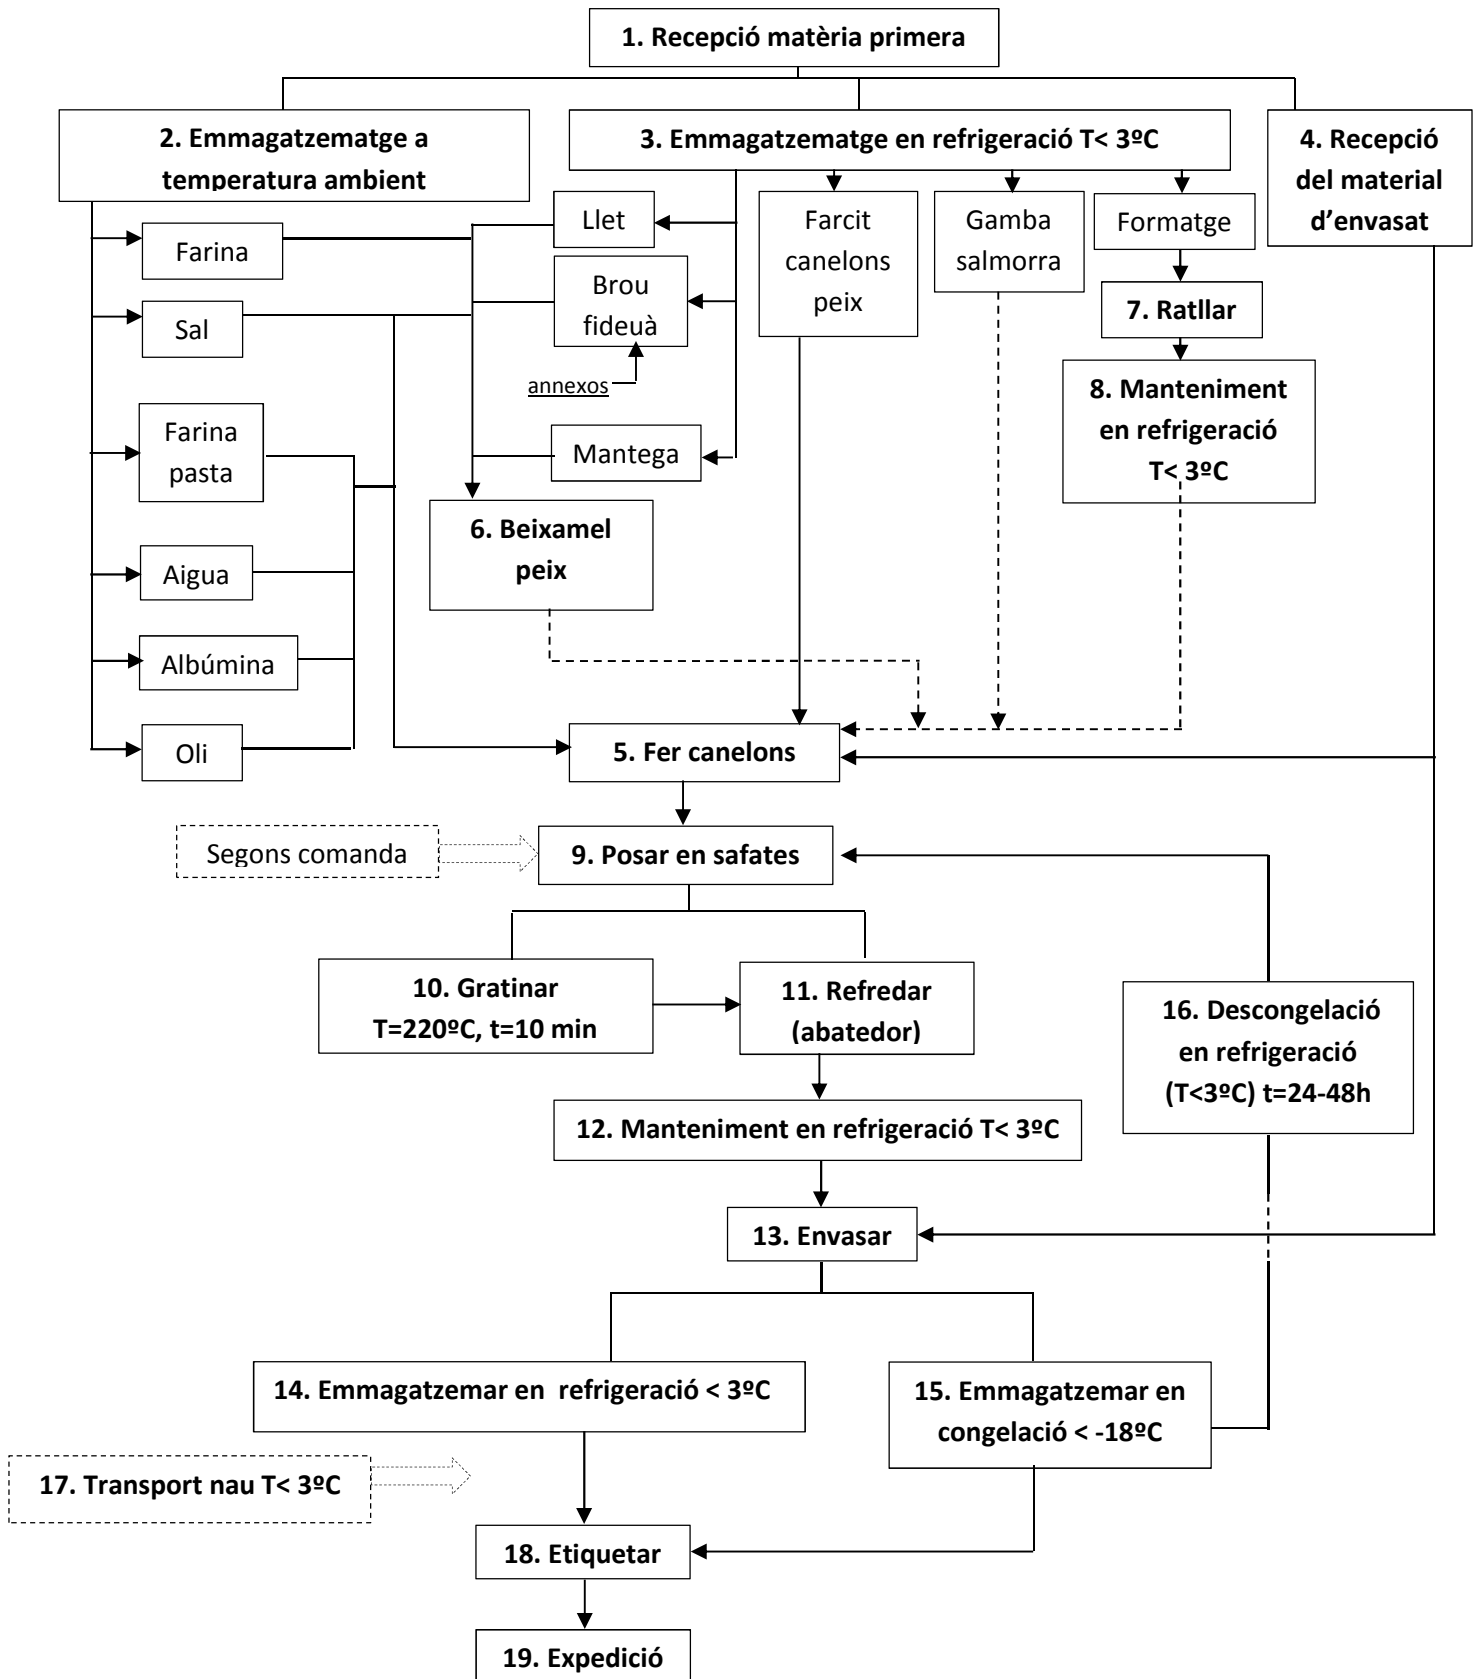 1. Recepció matèria primera
2. Emmagatzematge a
temperatura ambient
3. Emmagatzematge en refrigeració T< 3ºC
4. Recepció
del material
d'envasat
Farina
Sal
Farina
pasta
Aigua
Albúmina
Oli
Llet
Brou
fideuà
annexos
Mantega
Farcit
canelons
peix
Gamba
salmorra
Formatge
7. Ratllar
8. Manteniment
en refrigeració
T< 3ºC
6. Beixamel
peix
5. Fer canelons
Segons comanda
9. Posar en safates
10. Gratinar
T=220ºC, t=10 min
11. Refredar
(abatedor)
16. Descongelació
en refrigeració
(T<3ºC) t=24-48h
12. Manteniment en refrigeració T< 3ºC
13. Envasar
14. Emmagatzemar en  refrigeració < 3ºC
15. Emmagatzemar en
congelació < -18ºC
17. Transport nau T< 3ºC
18. Etiquetar
19. Expedició